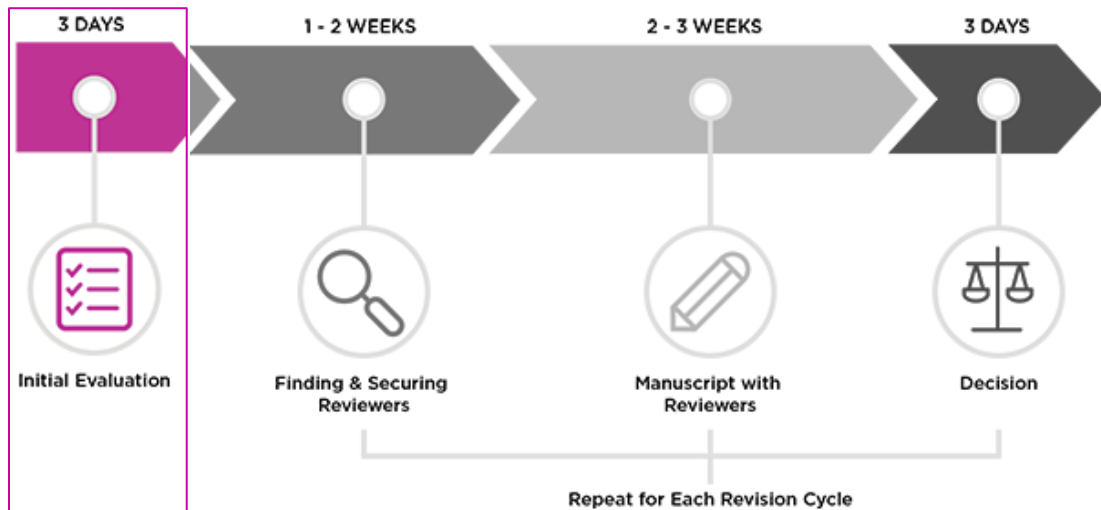 3 DAYS
1 - 2 WEEKS
2 - 3 WEEKS
3 DAYS
Initial Evaluation
Finding & Securing
Reviewers
Manuscript with
Reviewers
Decision
Repeat for Each Revision Cycle